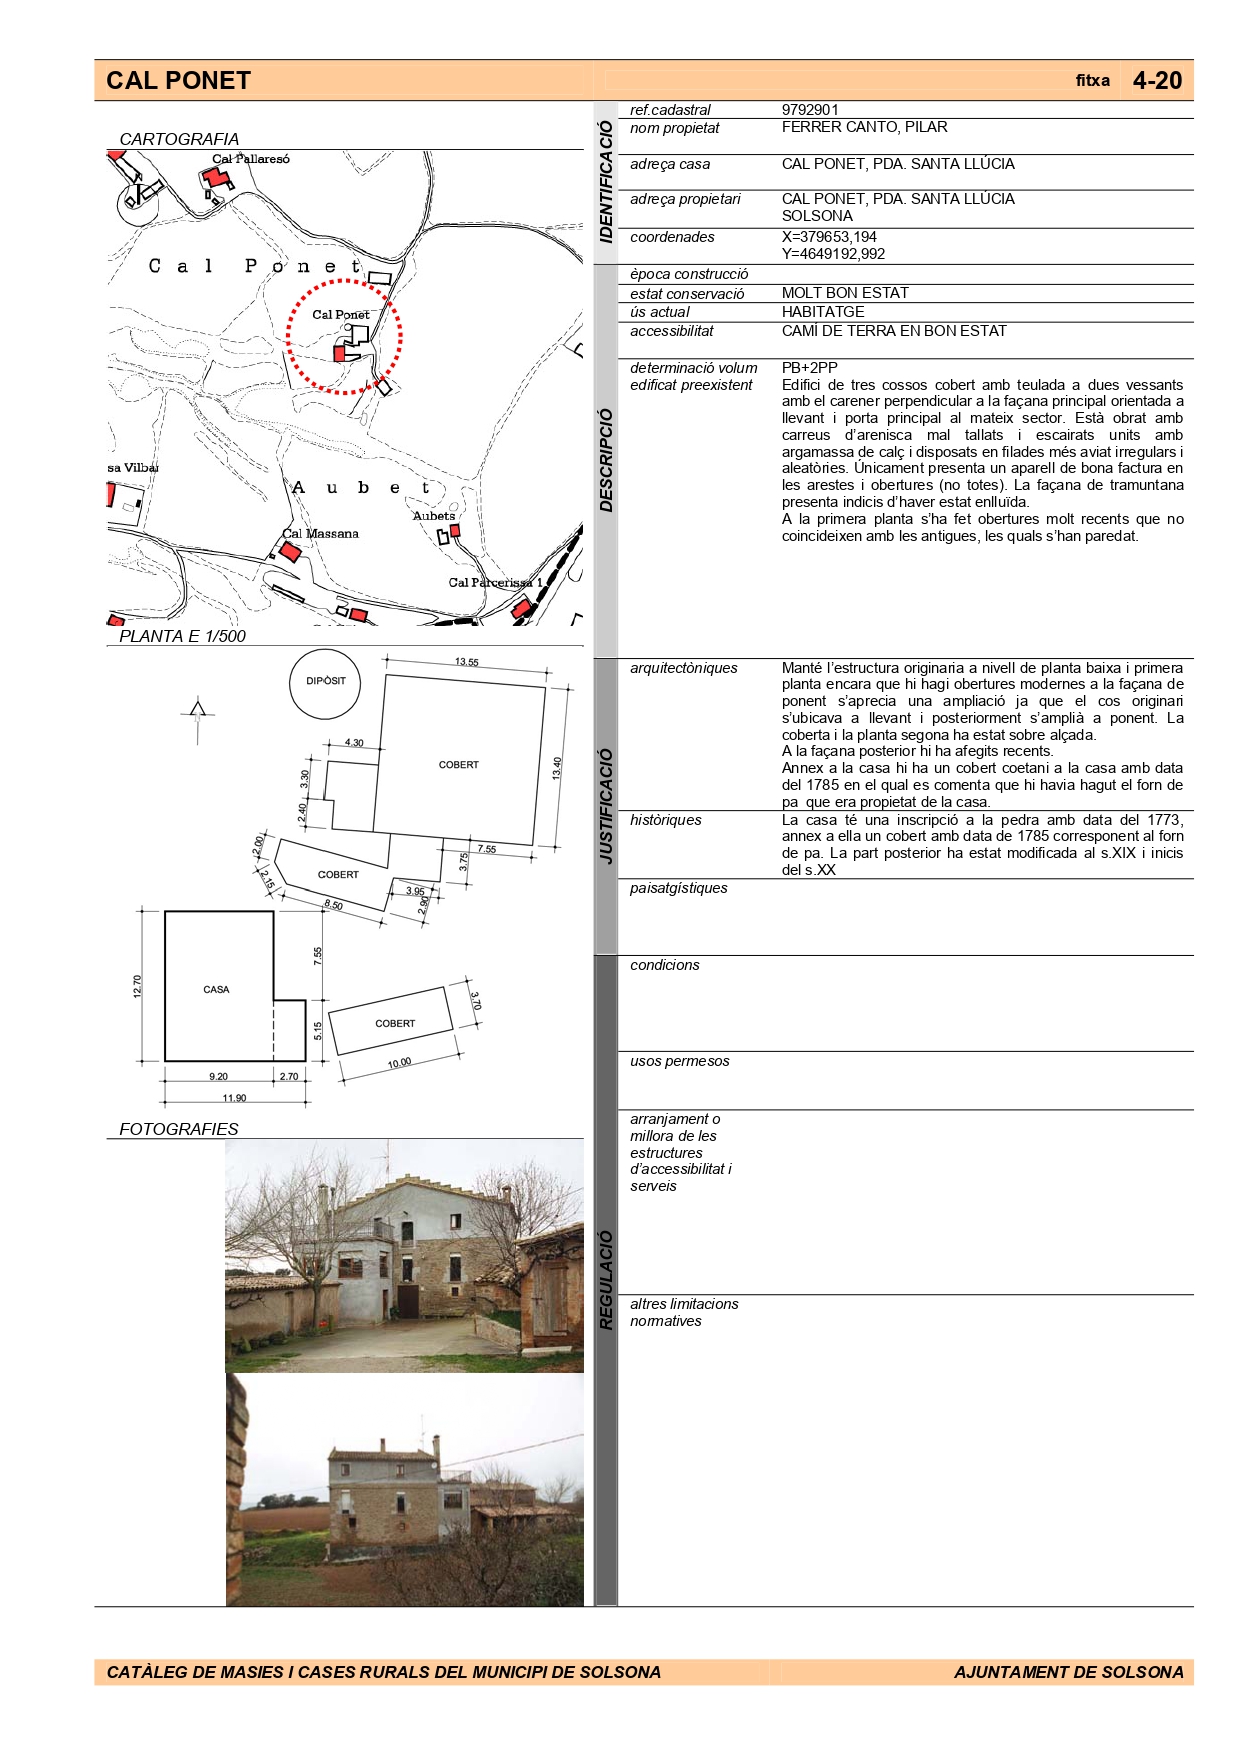 CAL PONET
fitxa 4-20
CARTOGRAFIA
Cal Pallaresó
Cal Ponet
Cal Ponet
sa Vilbar
Aubet
Aubets
Cal Massana
Cal Parcerissa 1
PLANTA E 1/500
DIPÒSIT
13.55
4.30
COBERT
13.40
3.30
2.40
7.55
3.75
2.00
COBERT
2.15
3.95
8.50
2.90
12.70
CASA
7.55
5.15
COBERT
3.70
10.00
9.20
2.70
11.90
FOTOGRAFIES
IDENTIFICACIÓ
ref.cadastral 9792901
nom propietat FERRER CANTO, PILAR
adreça casa CAL PONET, PDA. SANTA LLÚCIA
adreça propietari CAL PONET, PDA. SANTA LLÚCIA
SOLSONA
coordenades X=379653,194
Y=4649192,992
DESCRIPCIÓ
època construcció
estat conservació MOLT BON ESTAT
ús actual HABITATGE
accessibilitat CAMÍ DE TERRA EN BON ESTAT
determinació volum PB+2PP
edificat preexistent Edifici de tres cossos cobert amb teulada a dues vessants
amb el carener perpendicular a la façana principal orientada a
llevant i porta principal al mateix sector. Està obrat amb
carreus d'arenisca mal tallats i escairats units amb
argamassa de calç i disposats en filades més aviat irregulars i
aleatòries. Únicament presenta un aparell de bona factura en
les arestes i obertures (no totes). La façana de tramuntana
presenta indicis d'haver estat enlluïda.
A la primera planta s'ha fet obertures molt recents que no
coincideixen amb les antigues, les quals s'han paredat.
JUSTIFICACIÓ
arquitectòniques Manté l'estructura originaria a nivell de planta baixa i primera
planta encara que hi hagi obertures modernes a la façana de
ponent s'aprecia una ampliació ja que el cos originari
s'ubicava a llevant i posteriorment s'amplià a ponent. La
coberta i la planta segona ha estat sobre alçada.
A la façana posterior hi ha afegits recents.
Annex a la casa hi ha un cobert coetani a la casa amb data
del 1785 en el qual es comenta que hi havia hagut el forn de
pa que era propietat de la casa.
històriques La casa té una inscripció a la pedra amb data del 1773,
annex a ella un cobert amb data de 1785 corresponent al forn
de pa. La part posterior ha estat modificada al s.XIX i inicis
del s.XX
paisatgístiques
REGULACIÓ
condicions
usos permesos
arranjament o
millora de les
estructures
d'accessibilitat i
serveis
altres limitacions
normatives
CATÀLEG DE MASIES I CASES RURALS DEL MUNICIPI DE SOLSONA
AJUNTAMENT DE SOLSONA